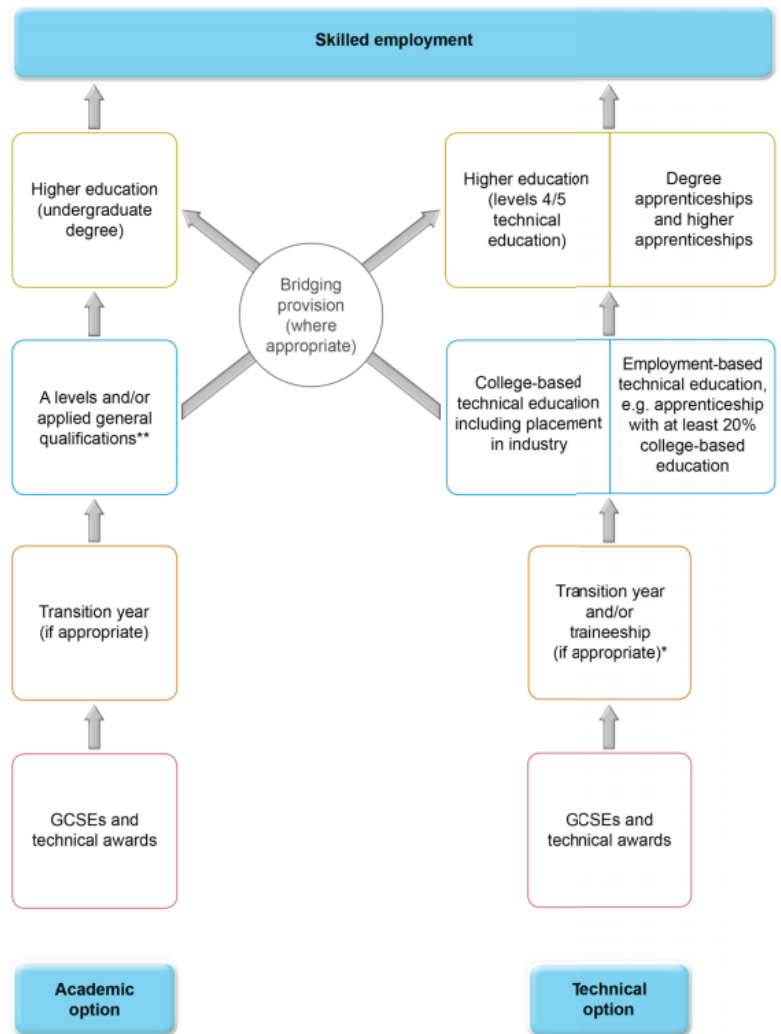 Skilled employment
Higher education
(undergraduate
degree)
Higher education
(levels 4/5
technical
education)
Degree
apprenticeships
and higher
apprenticeships
Bridging
provision
(where
appropriate)
A levels and/or
applied general
qualifications**
College-based
technical education
including placement
in industry
Employment-based
technical education,
e.g. apprenticeship
with at least 20%
college-based
education
Transition year
(if appropriate)
Transition year
and/or
traineeship
(if appropriate)*
GCSEs and
technical awards
GCSEs and
technical awards
Academic
option
Technical
option